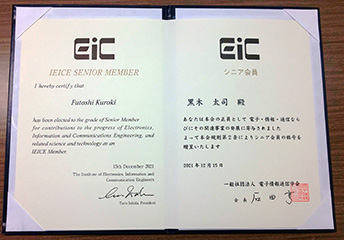 EiC
IEICE SENIOR MEMBER
I hereby certify that
Futoshi Kuroki
has been elected to the grade of Senior Member
for contributions to the progress of Electronics,
Information and Communications Engineering, and
related science and technology as an
IEICE Member.
15th December 2021
The Institute of Electronics, Information and
Communication Engineers
President
EiC
シニア会員
黒木 太司 殿
あなたは本会の正員として電子・情報・通信なら
びにその関連事業の発展に寄与されました
よって本会規則第2条によりシニア会員の称号を
贈呈いたします
2021年12月15日
一般社団法人 電子情報通信学会
会長 石田 亨